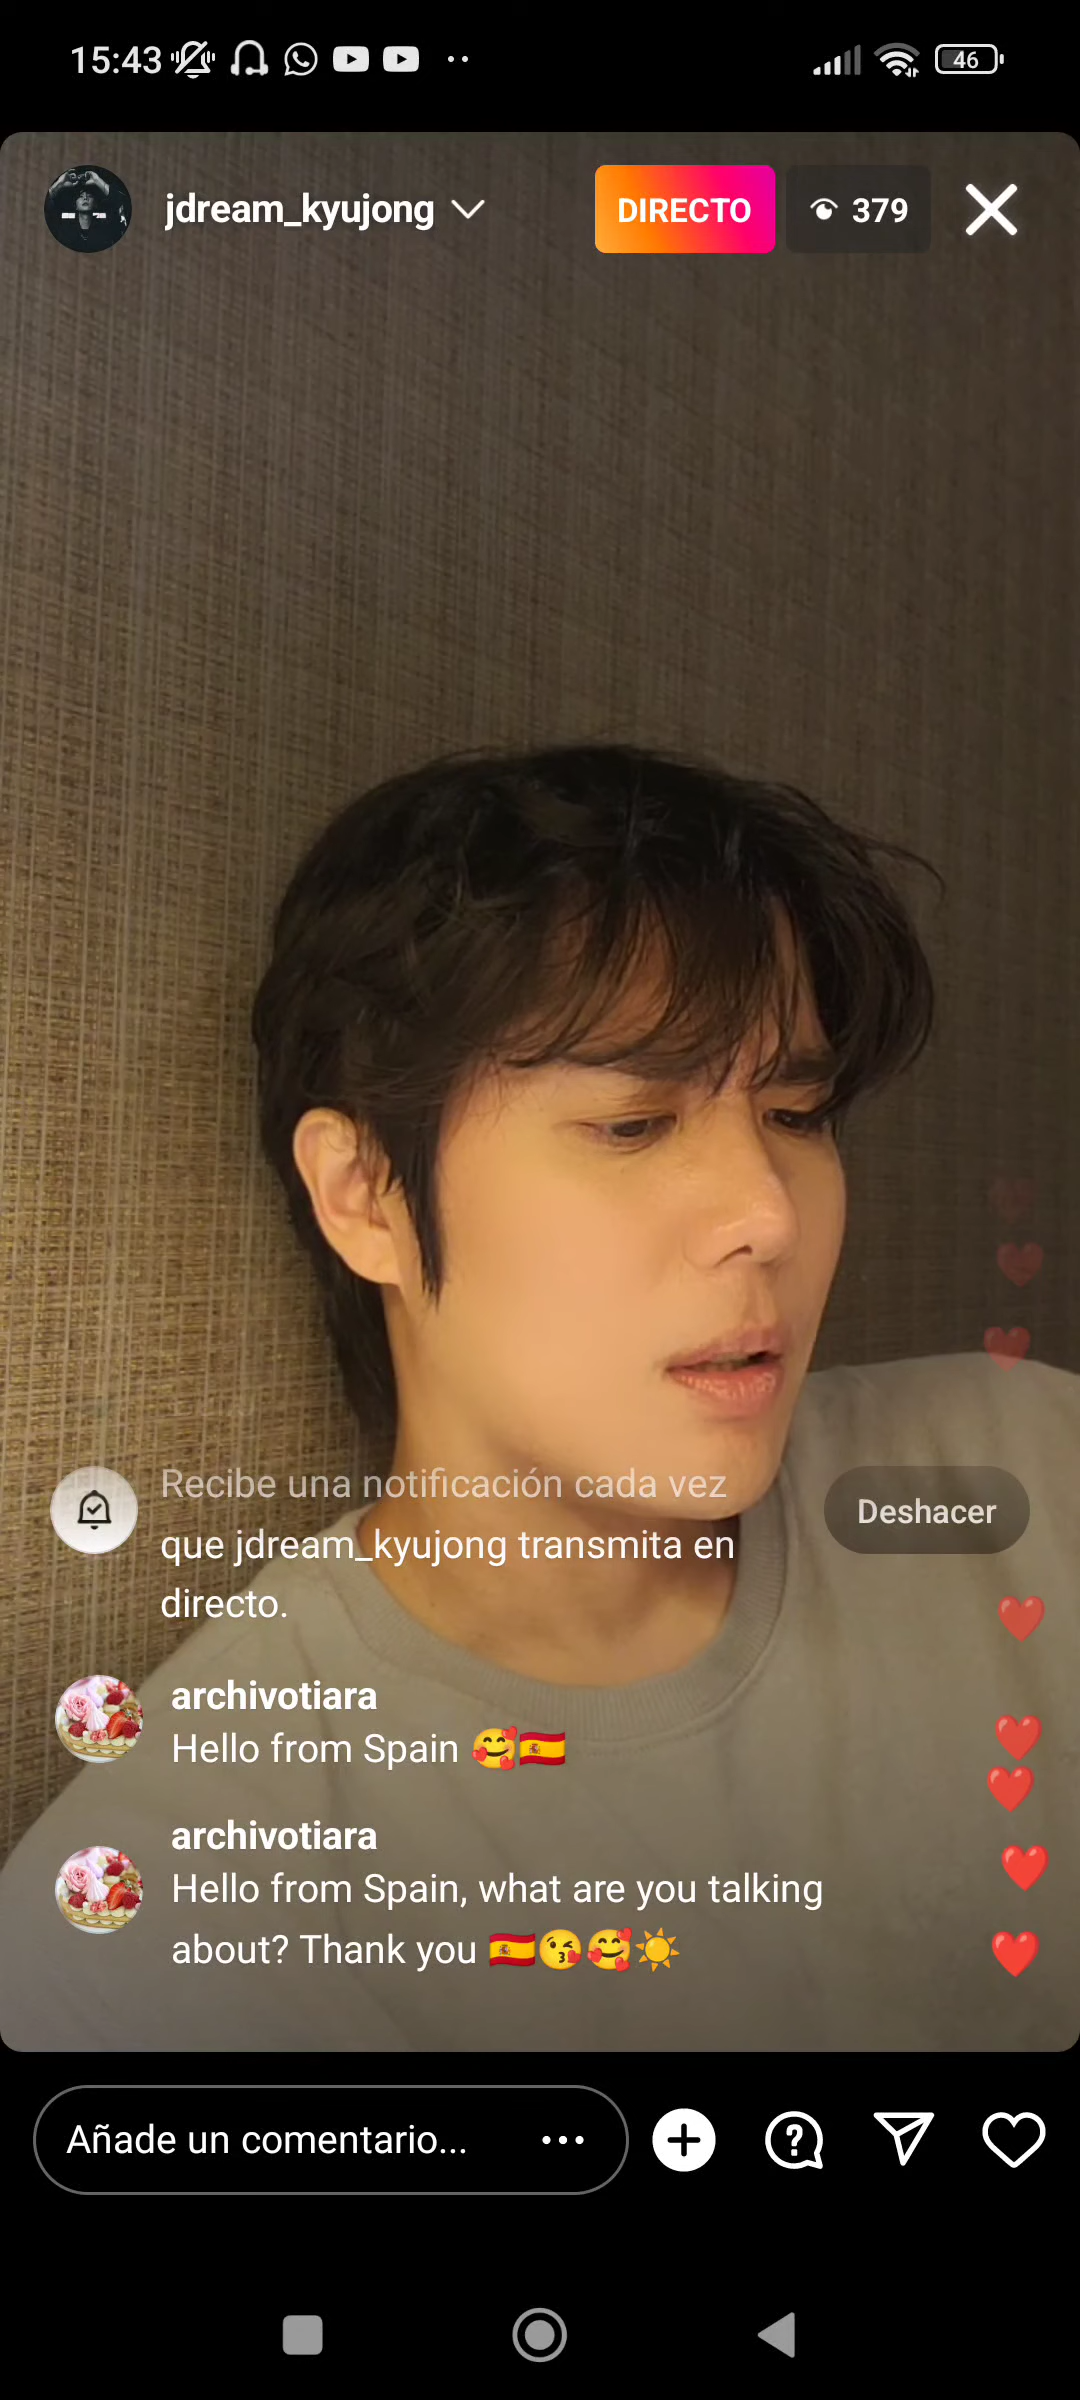 15:43
46
jdream_kyujong
DIRECTO
379
Recibe una notificación cada vez
que jdream_kyujong transmita en
directo.
Deshacer
archivotiara
Hello from Spain 🥰🇪🇸
archivotiara
Hello from Spain, what are you talking
about? Thank you 🇪🇸😘🥰☀️
Añade un comentario...